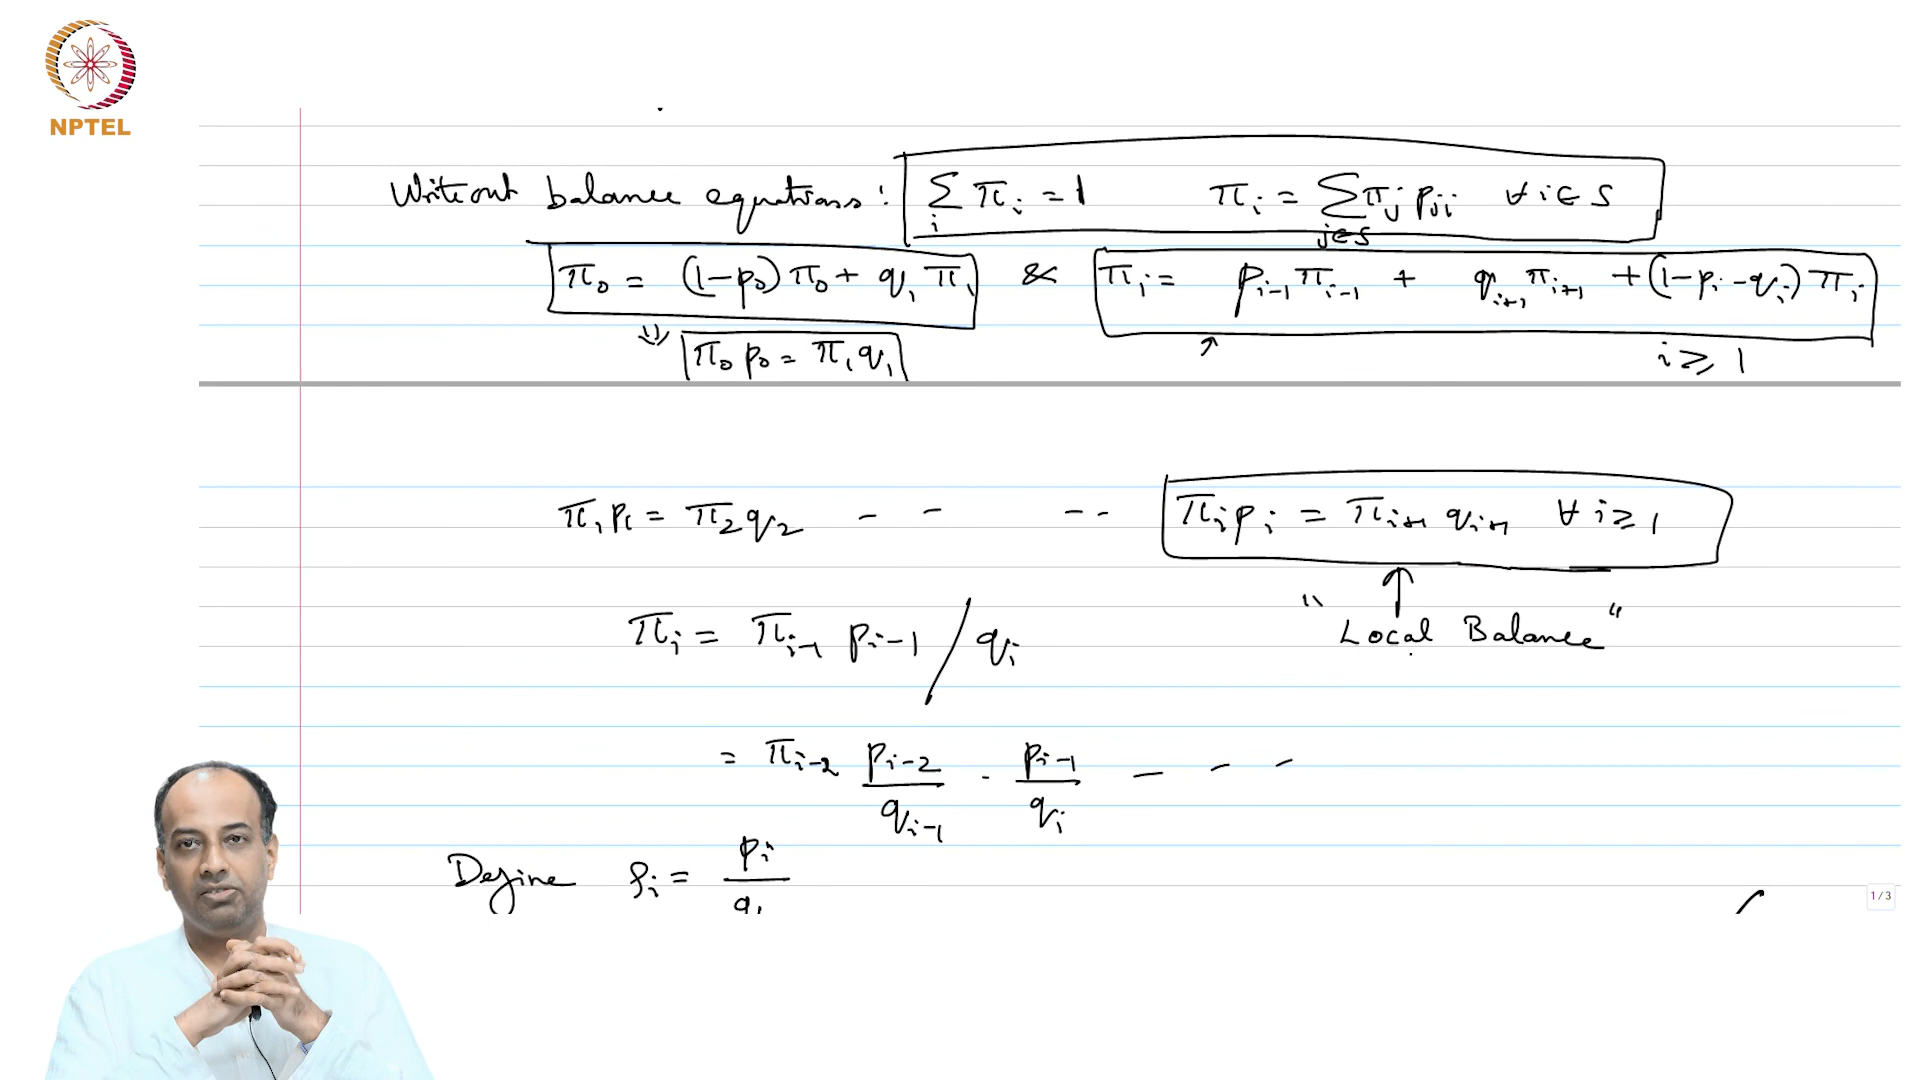 NPTEL
Write out balance equations: Σ_i π_i = 1 π_i = Σ_{j∈S} π_j p_{ji} ∀ i ∈ S
π_0 = (1-p_0) π_0 + q_1 π_1 & π_i = p_{i-1} π_{i-1} + q_{i+1} π_{i+1} + (1-p_i-q_i) π_i
⇓ π_0 p_0 = π_1 q_1 ↑ i ≥ 1
π_1 p_1 = π_2 q_2 - - - - π_i p_i = π_{i+1} q_{i+1} ∀ i ≥ 1
↑
π_i = π_{i-1} p_{i-1} / q_i "Local Balance"
= π_{i-2} p_{i-2}/q_{i-1} · p_{i-1}/q_i - - -
Define ρ_i = p_i/q_i
1 / 3